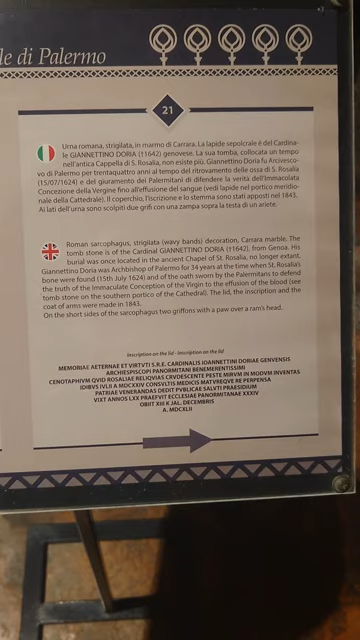 le di Palermo
21
Urna romana, strigilata, in marmo di Carrara. La lapide sepolcrale è del Cardina-
le GIANNETTINO DORIA (†1642) genovese. La sua tomba, collocata un tempo
nell'antica Cappella di S. Rosalia, non esiste più. Giannettino Doria fu Arcivesco-
vo di Palermo per trentaquattro anni al tempo del ritrovamento delle ossa di S. Rosalia
(15/07/1624) e del giuramento dei Palermitani di difendere la verità dell'Immacolata
Concezione della Vergine fino all'effusione del sangue (vedi lapide nel portico meridio-
nale della Cattedrale). Il coperchio, l'iscrizione e lo stemma sono stati apposti nel 1843.
Ai lati dell'urna sono scolpiti due grifi con una zampa sopra la testa di un ariete.
Roman sarcophagus, strigilata (wavy bands) decoration, Carrara marble. The
tomb stone is of the Cardinal GIANNETTINO DORIA (†1642), from Genoa. His
burial was once located in the ancient Chapel of St. Rosalia, no longer extant.
Giannettino Doria was Archbishop of Palermo for 34 years at the time when St. Rosalia's
bone were found (15th July 1624) and of the oath sworn by the Palermitans to defend
the truth of the Immaculate Conception of the Virgin to the effusion of the blood (see
tomb stone on the southern portico of the Cathedral). The lid, the inscription and the
coat of arms were made in 1843.
On the short sides of the sarcophagus two griffons with a paw over a ram's head.
Inscription on the lid - Inscription on the lid
MEMORIAE AETERNAE ET VIRTVTI S.R.E. CARDINALIS IOANNETTINI DORIAE GENVENSIS
ARCHIESPISCOPI PANORMITANI BENEMERENTISSIMI
CENOTAPHIVM QVID ROSALIAE RELIQVIAS CRVDESCENTE PESTE MIRVM IN MODVM INVENTAS
IDIBVS IVLII A MDCXXIV CONSVLTIS MEDICIS MATVREQVE RE PERPENSA
PATRIAE VENERANDAS DEDIT PVBLICAE SALVTI PRAESIDIUM
VIXT ANNOS LXX PRAEFVIT ECCLESIAE PANORMITANAE XXXIV
OBIIT XIII K JAL. DECEMBRIS
A. MDCXLII